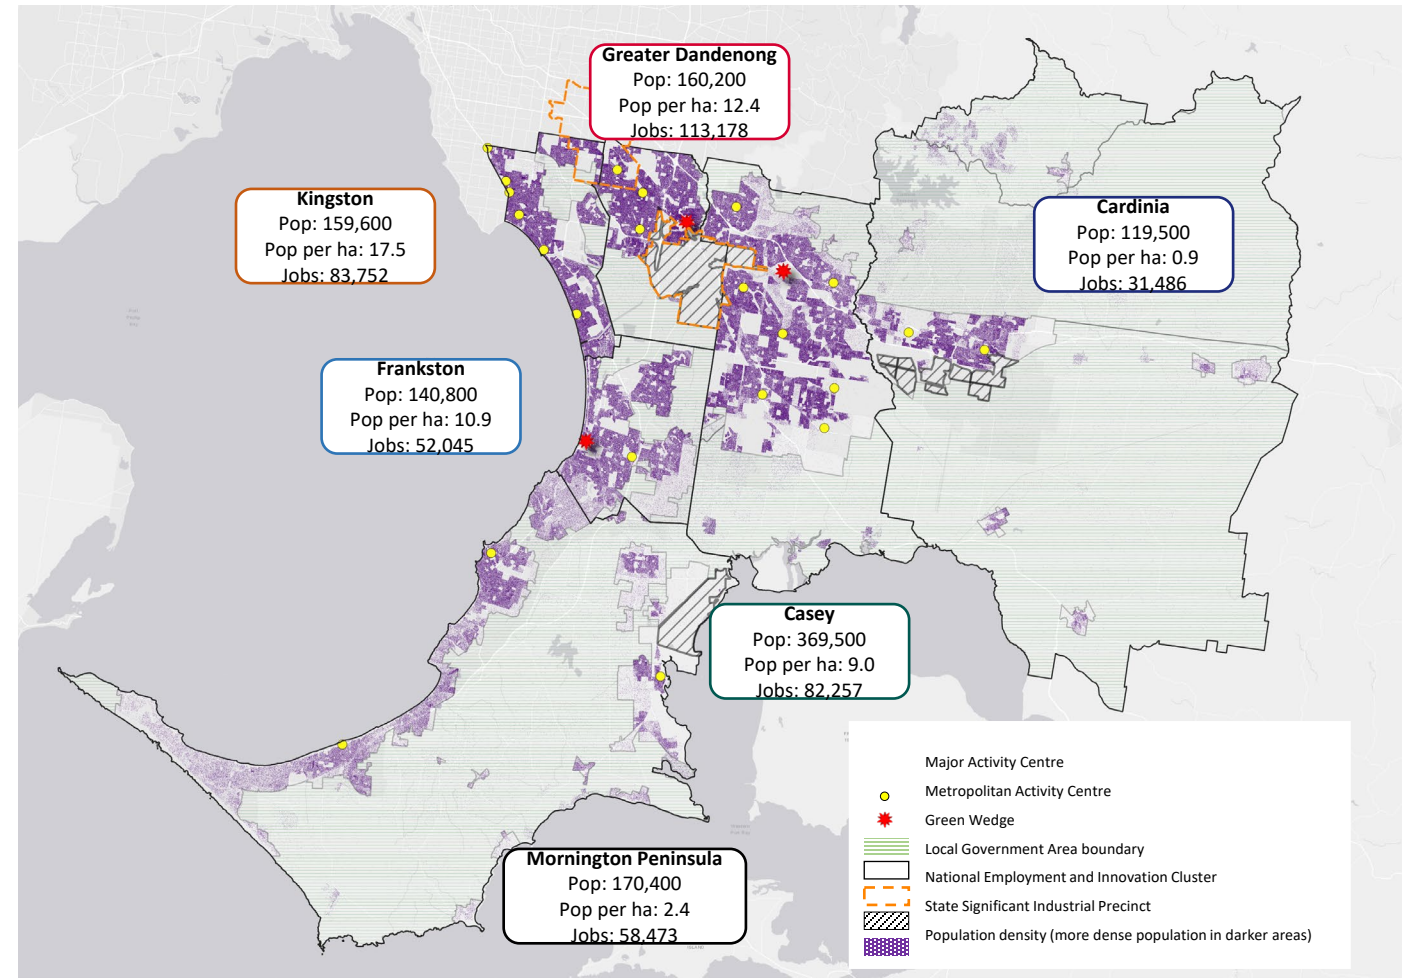 Greater Dandenong
Pop: 160,200
Pop per ha: 12.4
Jobs: 113,178
Kingston
Pop: 159,600
Pop per ha: 17.5
Jobs: 83,752
Cardinia
Pop: 119,500
Pop per ha: 0.9
Jobs: 31,486
Frankston
Pop: 140,800
Pop per ha: 10.9
Jobs: 52,045
Casey
Pop: 369,500
Pop per ha: 9.0
Jobs: 82,257
Mornington Peninsula
Pop: 170,400
Pop per ha: 2.4
Jobs: 58,473
Major Activity Centre
Metropolitan Activity Centre
Green Wedge
Local Government Area boundary
National Employment and Innovation Cluster
State Significant Industrial Precinct
Population density (more dense population in darker areas)